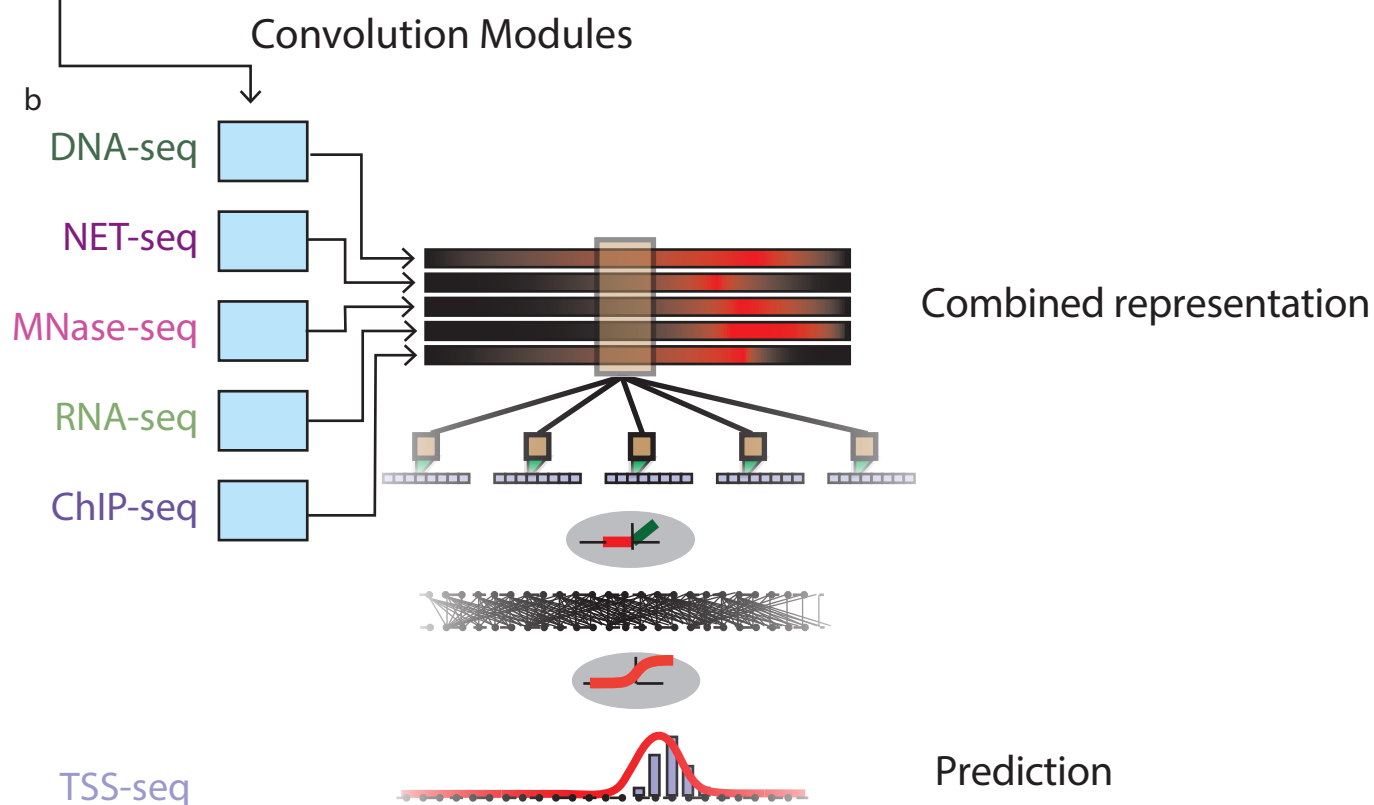 Convolution Modules
b
DNA-seq
NET-seq
MNase-seq
Combined representation
RNA-seq
ChIP-seq
TSS-seq
Prediction